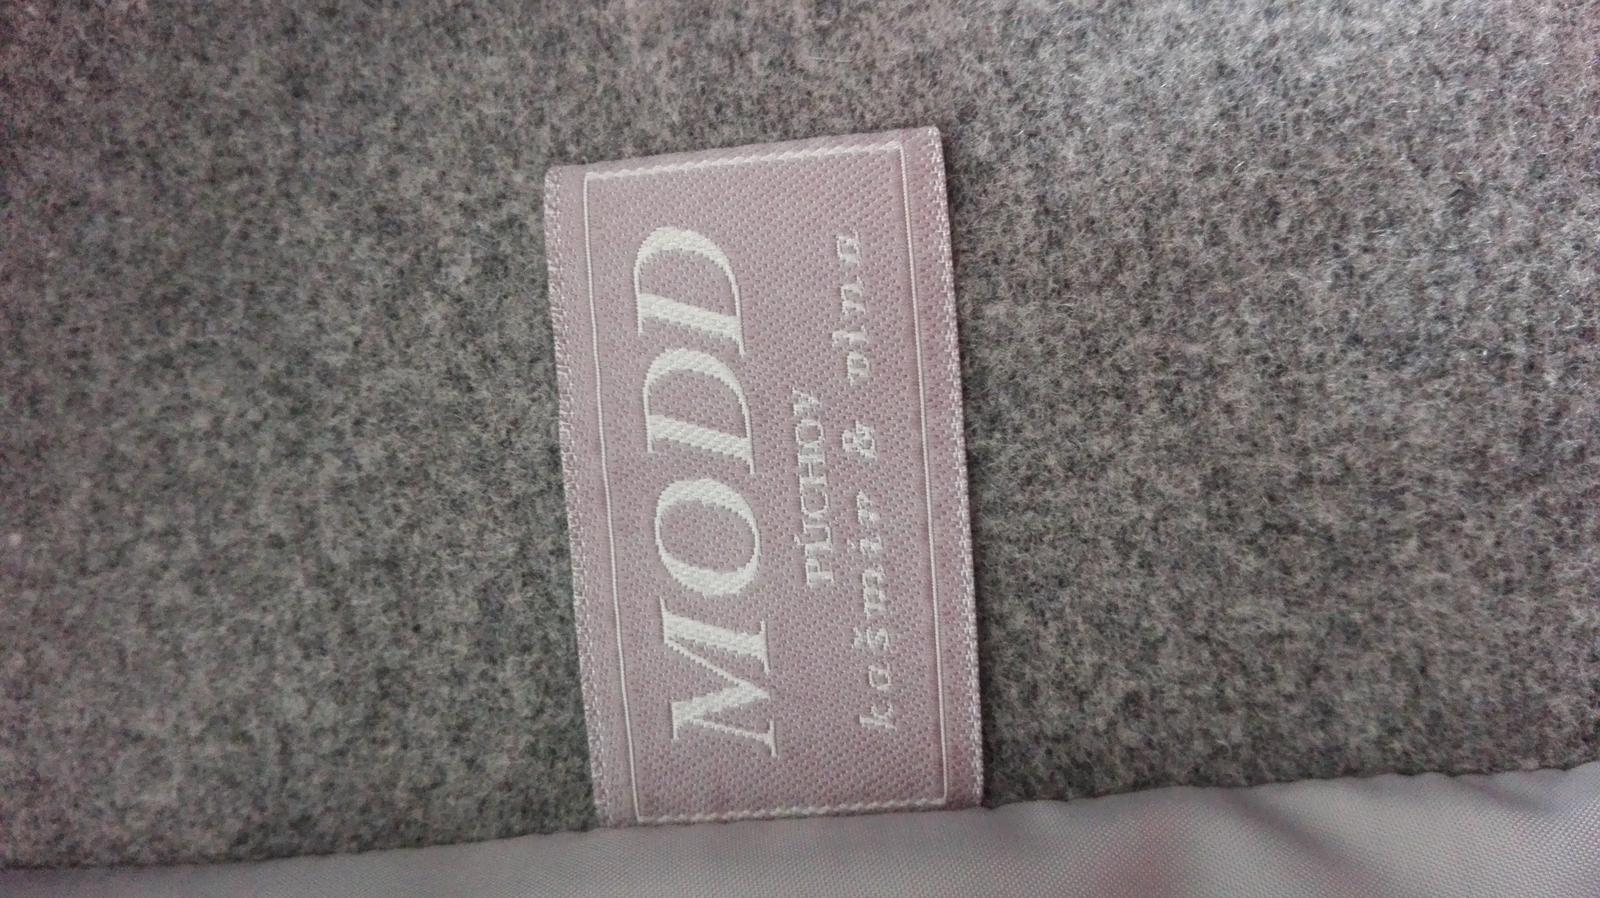 MODD
PÚCHOV
kašmír & vlna